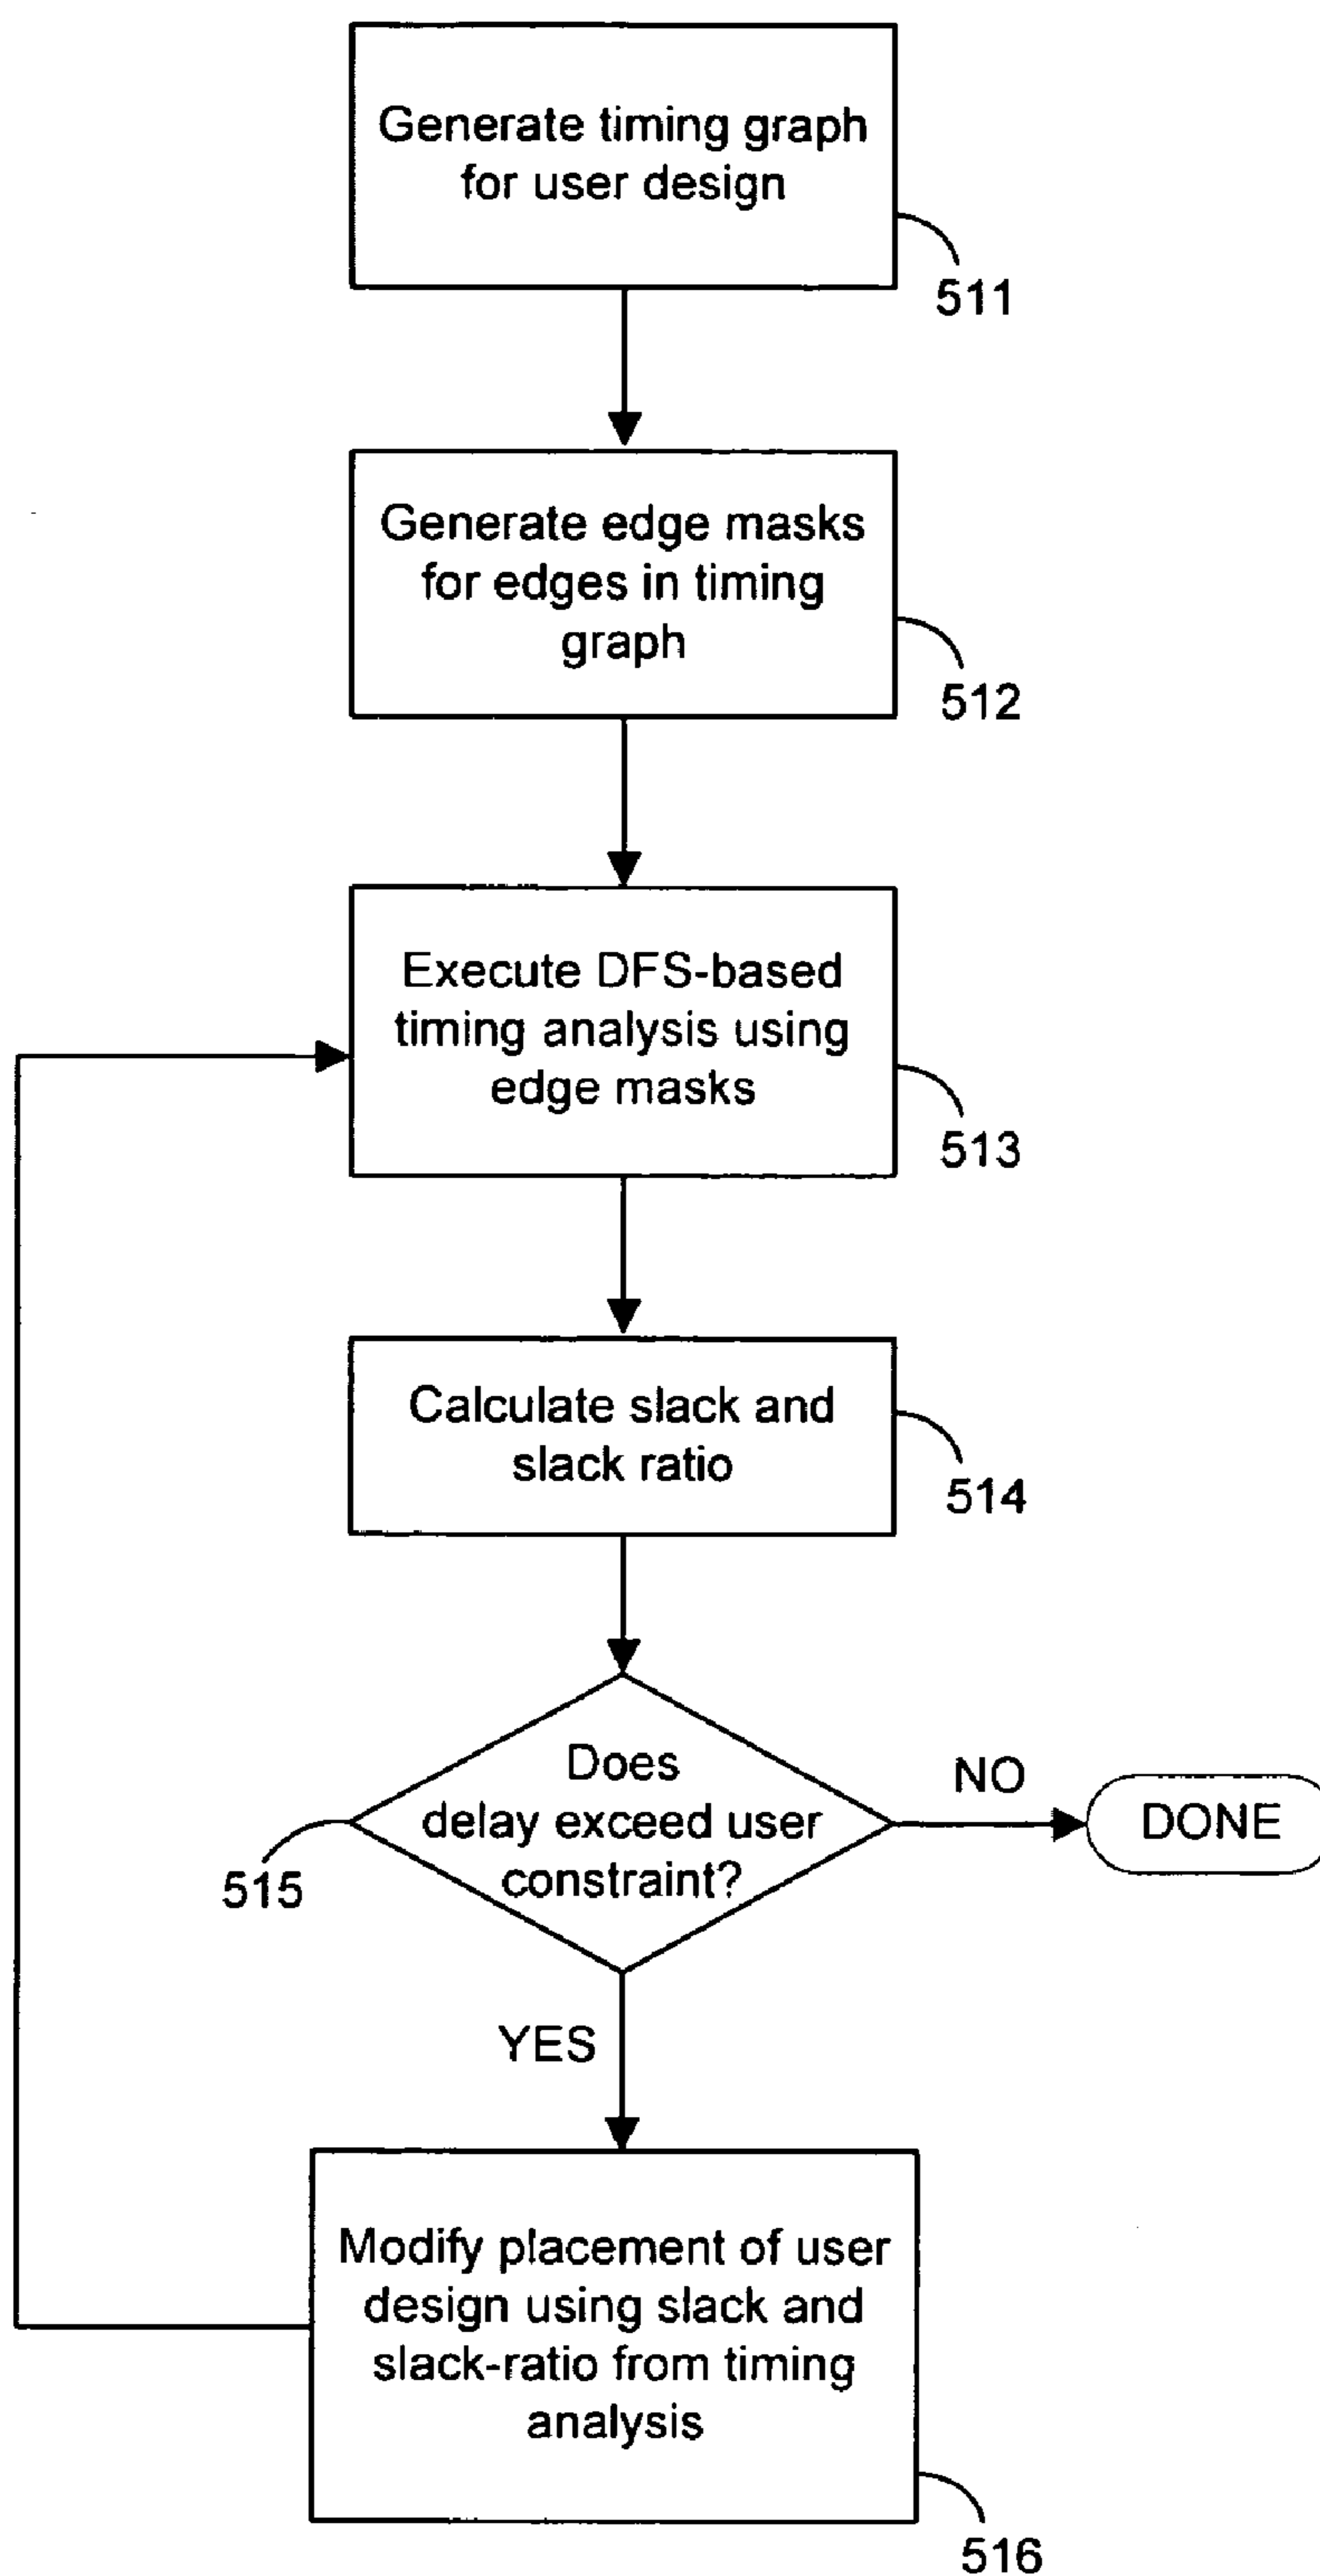 Generate timing graph
for user design
511
Generate edge masks
for edges in timing
graph
512
Execute DFS-based
timing analysis using
edge masks
513
Calculate slack and
slack ratio
514
Does
delay exceed user
constraint?
515
NO
DONE
YES
Modify placement of user
design using slack and
slack-ratio from timing
analysis
516